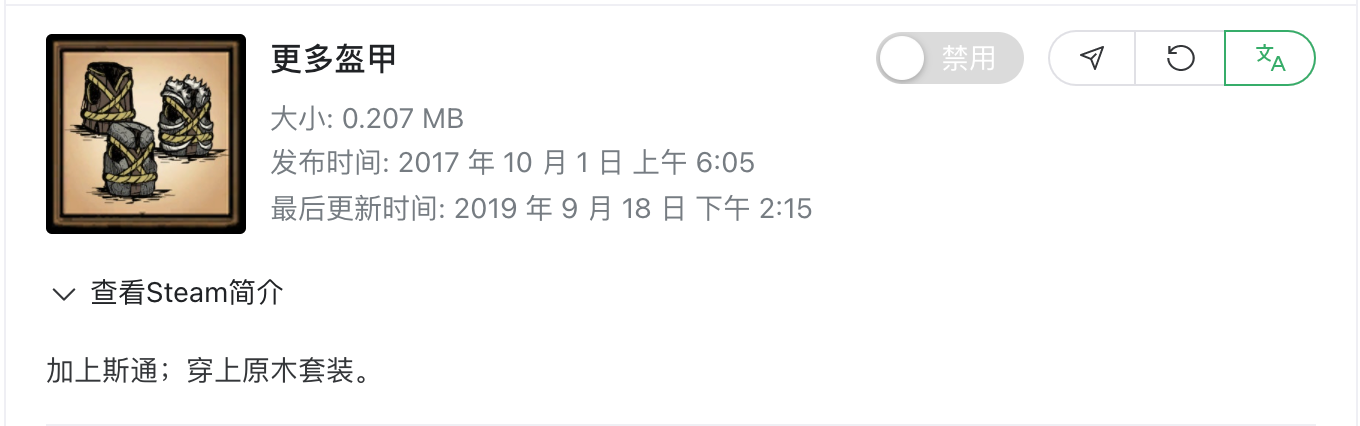 更多盔甲
禁用
文A
大小: 0.207 MB
发布时间: 2017 年 10 月 1 日 上午 6:05
最后更新时间: 2019 年 9 月 18 日 下午 2:15
查看Steam简介
加上斯通；穿上原木套装。